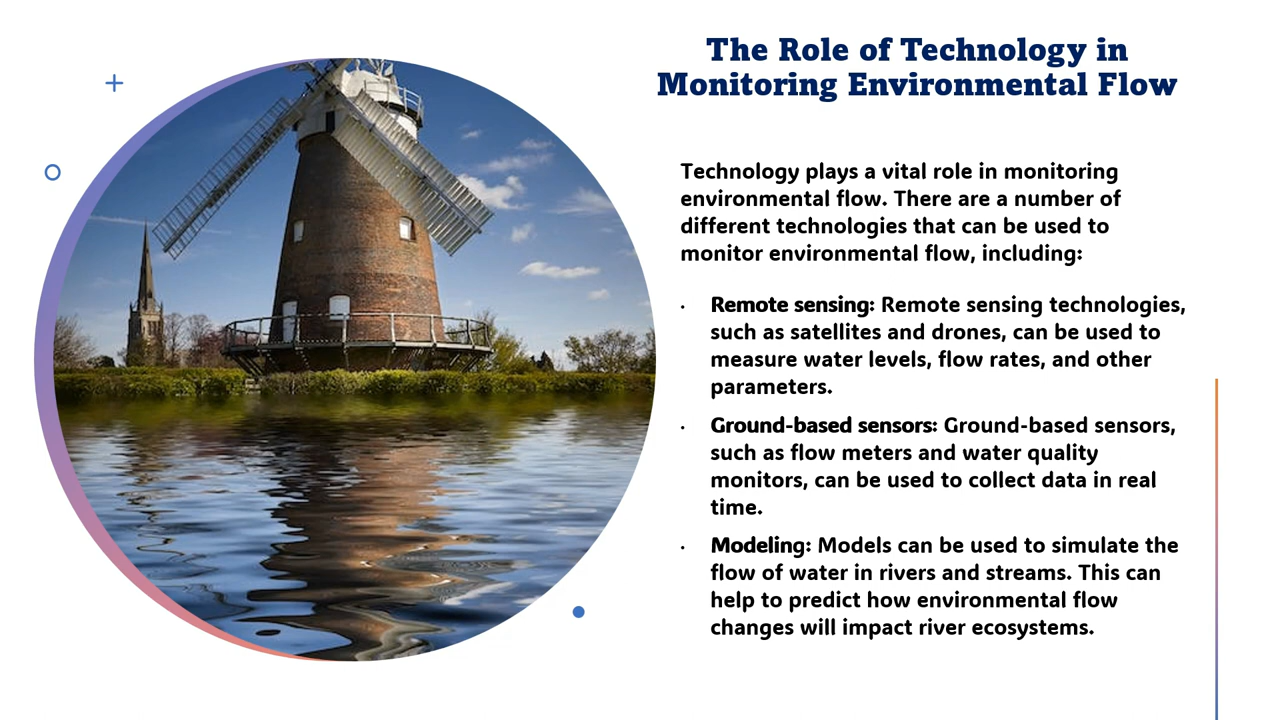 The Role of Technology in
Monitoring Environmental Flow
Technology plays a vital role in monitoring
environmental flow. There are a number of
different technologies that can be used to
monitor environmental flow, including:
· Remote sensing: Remote sensing technologies,
such as satellites and drones, can be used to
measure water levels, flow rates, and other
parameters.
· Ground-based sensors: Ground-based sensors,
such as flow meters and water quality
monitors, can be used to collect data in real
time.
· Modeling: Models can be used to simulate the
flow of water in rivers and streams. This can
help to predict how environmental flow
changes will impact river ecosystems.